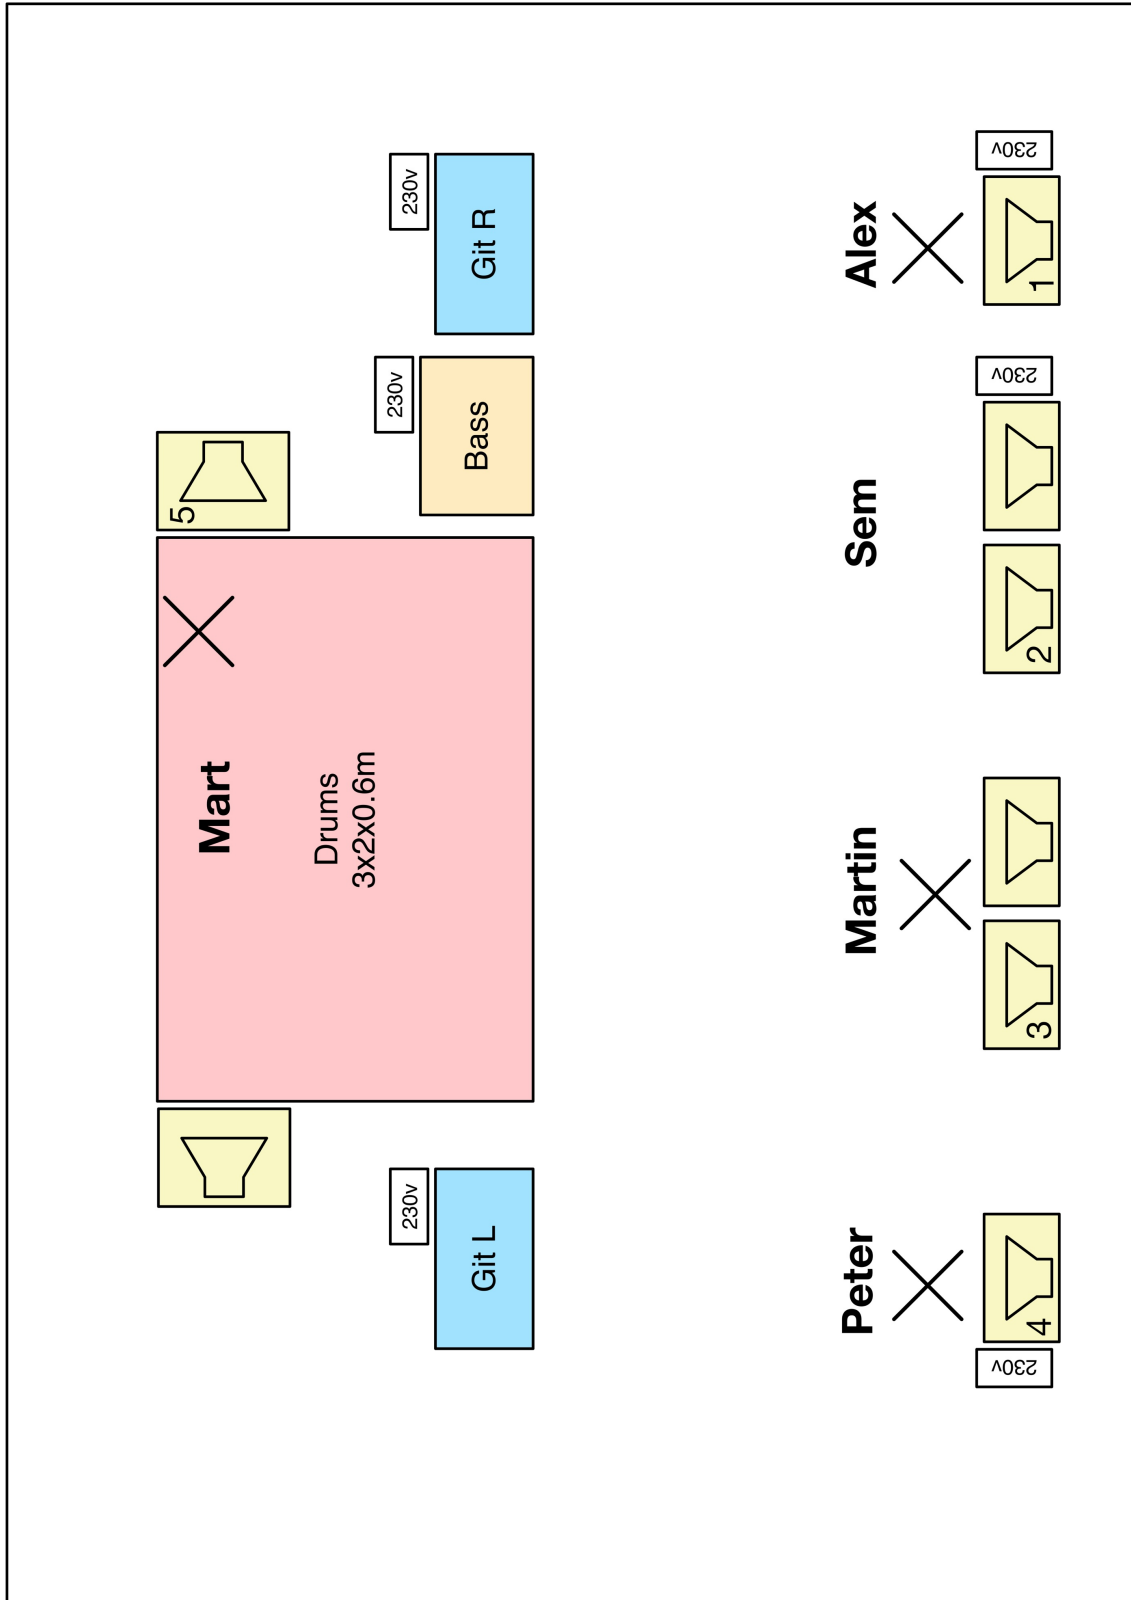 5
Mart
Drums
3x2x0.6m
230v
230v
230v
Git L
Bass
Git R
Peter
Martin
Sem
Alex
230v
4
3
2
230v
1
230v